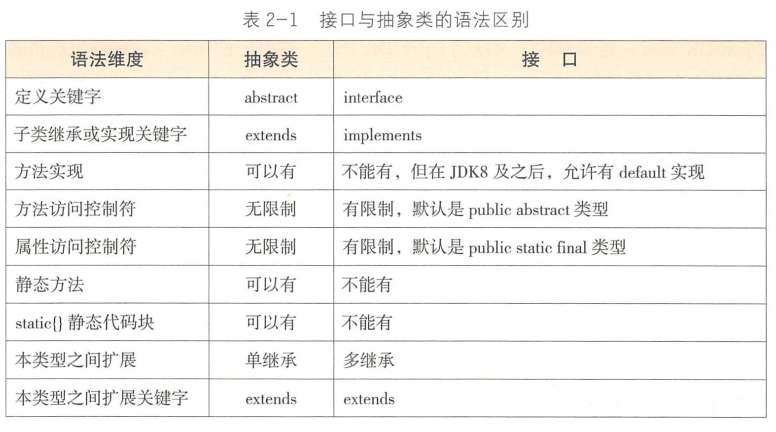 表 2-1 接口与抽象类的语法区别
语法维度 抽象类 接 口
定义关键字 abstract interface
子类继承或实现关键字 extends implements
方法实现 可以有 不能有，但在 JDK8 及之后，允许有 default 实现
方法访问控制符 无限制 有限制，默认是 public abstract 类型
属性访问控制符 无限制 有限制，默认是 public static final 类型
静态方法 可以有 不能有
static{} 静态代码块 可以有 不能有
本类型之间扩展 单继承 多继承
本类型之间扩展关键字 extends extends